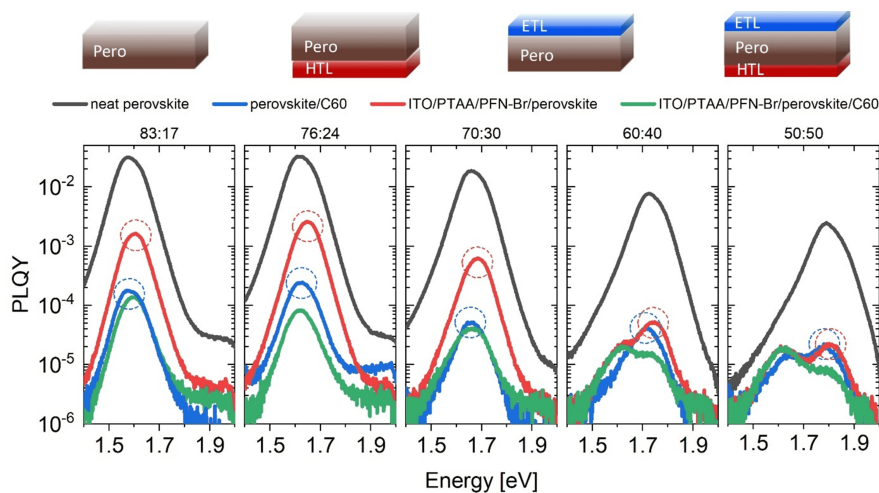 Pero
Pero
HTL
ETL
Pero
ETL
Pero
HTL
neat perovskite perovskite/C60 ITO/PTAA/PFN-Br/perovskite ITO/PTAA/PFN-Br/perovskite/C60
83:17 76:24 70:30 60:40 50:50
PLQY
10⁻²
10⁻³
10⁻⁴
10⁻⁵
10⁻⁶
1.5 1.7 1.9 1.5 1.7 1.9 1.5 1.7 1.9 1.5 1.7 1.9 1.5 1.7 1.9
Energy [eV]